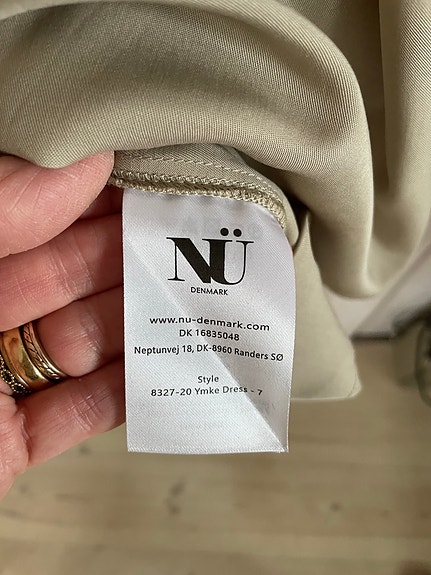 NÜ
DENMARK
www.nu-denmark.com
DK 16835048
Neptunvej 18, DK-8960 Randers SØ
Style
8327-20 Ymke Dress - 7